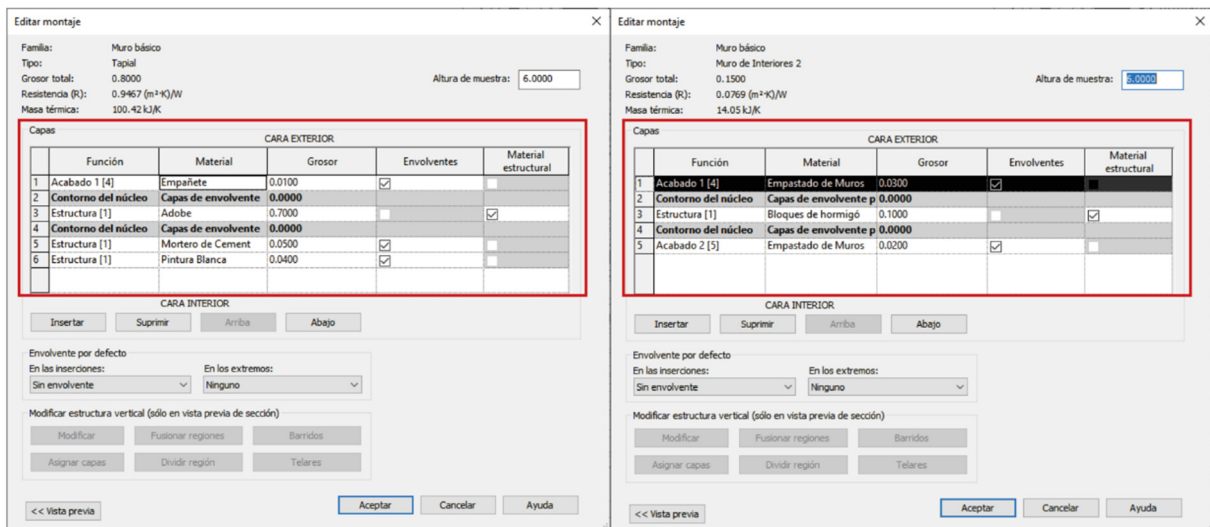 Editar montaje
Familia: Muro básico
Tipo: Tapial
Grosor total: 0.8000 Altura de muestra: 6.0000
Resistencia (R): 0.9467 (m²·K)/W
Masa térmica: 100.42 kJ/K
Capas
CARA EXTERIOR
Función Material Grosor Envolventes Material estructural
1 Acabado 1 [4] Empañete 0.0100
2 Contorno del núcleo Capas de envolvente 0.0000
3 Estructura [1] Adobe 0.7000
4 Contorno del núcleo Capas de envolvente 0.0000
5 Estructura [1] Mortero de Cement 0.0500
6 Estructura [1] Pintura Blanca 0.0400
CARA INTERIOR
Insertar Suprimir Arriba Abajo
Envolvente por defecto
En las inserciones: En los extremos:
Sin envolvente Ninguno
Modificar estructura vertical (sólo en vista previa de sección)
Modificar Fusionar regiones Barridos
Asignar capas Dividir región Telares
<< Vista previa Aceptar Cancelar Ayuda
Editar montaje
Familia: Muro básico
Tipo: Muro de Interiores 2
Grosor total: 0.1500 Altura de muestra: 6.0000
Resistencia (R): 0.0769 (m²·K)/W
Masa térmica: 14.05 kJ/K
Capas
CARA EXTERIOR
Función Material Grosor Envolventes Material estructural
1 Acabado 1 [4] Empastado de Muros 0.0300
2 Contorno del núcleo Capas de envolvente p 0.0000
3 Estructura [1] Bloques de hormigó 0.1000
4 Contorno del núcleo Capas de envolvente p 0.0000
5 Acabado 2 [5] Empastado de Muros 0.0200
CARA INTERIOR
Insertar Suprimir Arriba Abajo
Envolvente por defecto
En las inserciones: En los extremos:
Sin envolvente Ninguno
Modificar estructura vertical (sólo en vista previa de sección)
Modificar Fusionar regiones Barridos
Asignar capas Dividir región Telares
<< Vista previa Aceptar Cancelar Ayuda